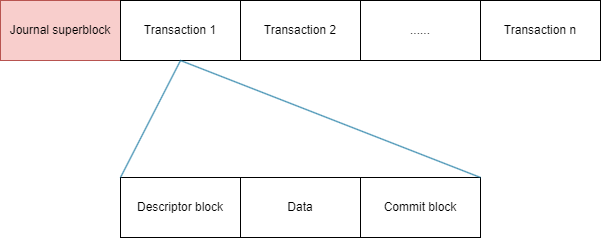 Journal superblock
Transaction 1
Transaction 2
......
Transaction n
Descriptor block
Data
Commit block